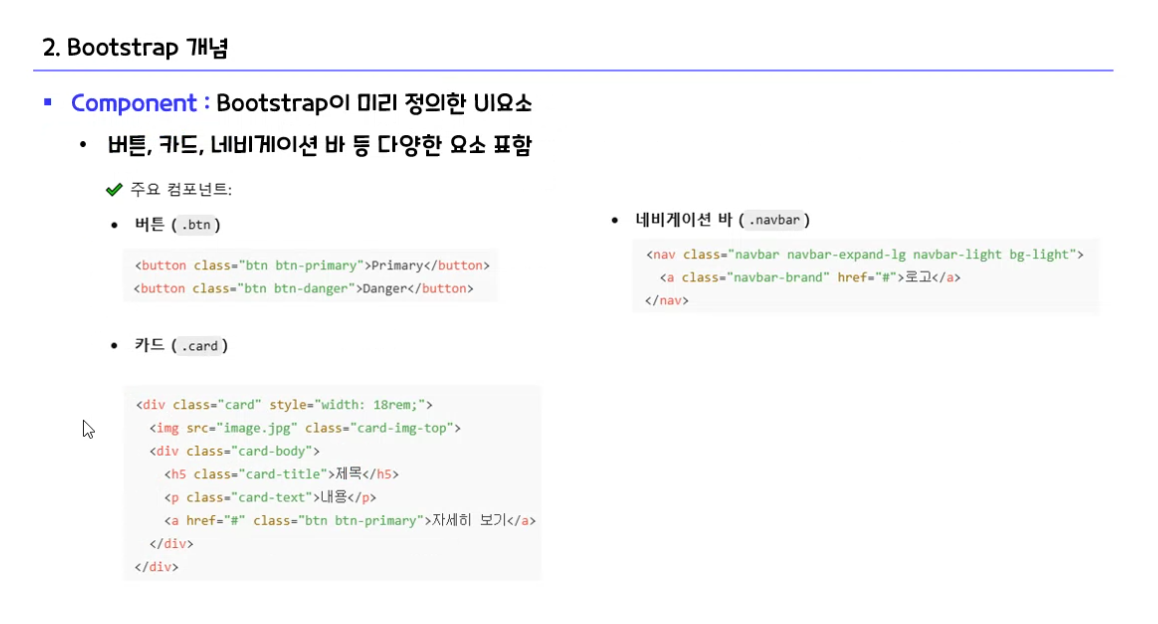 2. Bootstrap 개념
Component : Bootstrap이 미리 정의한 UI요소
버튼, 카드, 네비게이션 바 등 다양한 요소 포함
주요 컴포넌트:
버튼 ( .btn )
<button class="btn btn-primary">Primary</button>
<button class="btn btn-danger">Danger</button>
카드 ( .card )
<div class="card" style="width: 18rem;">
<img src="image.jpg" class="card-img-top">
<div class="card-body">
<h5 class="card-title">제목</h5>
<p class="card-text">내용</p>
<a href="#" class="btn btn-primary">자세히 보기</a>
</div>
</div>
네비게이션 바 ( .navbar )
<nav class="navbar navbar-expand-lg navbar-light bg-light">
<a class="navbar-brand" href="#">로고</a>
</nav>